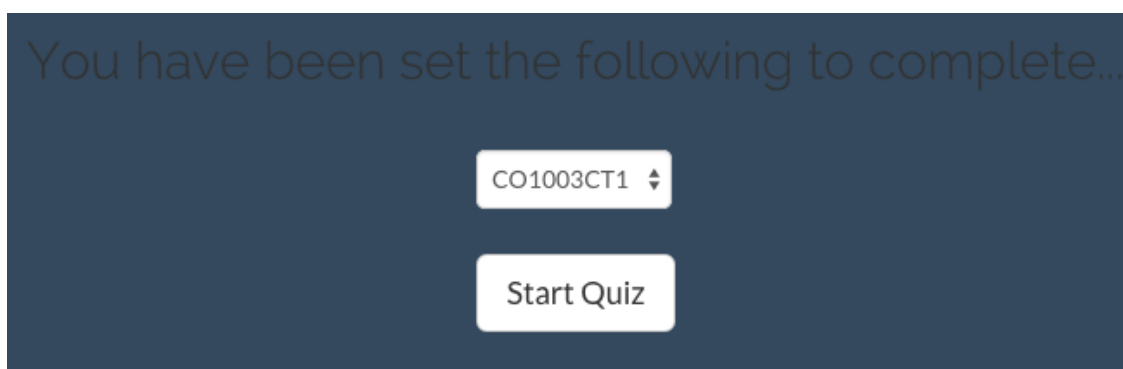 You have been set the following to complete...
CO1003CT1
Start Quiz